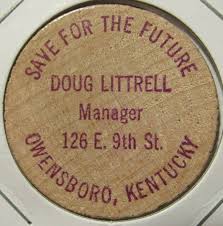 SAVE FOR THE FUTURE
DOUG LITTRELL
Manager
126 E. 9th St.
OWENSBORO, KENTUCKY